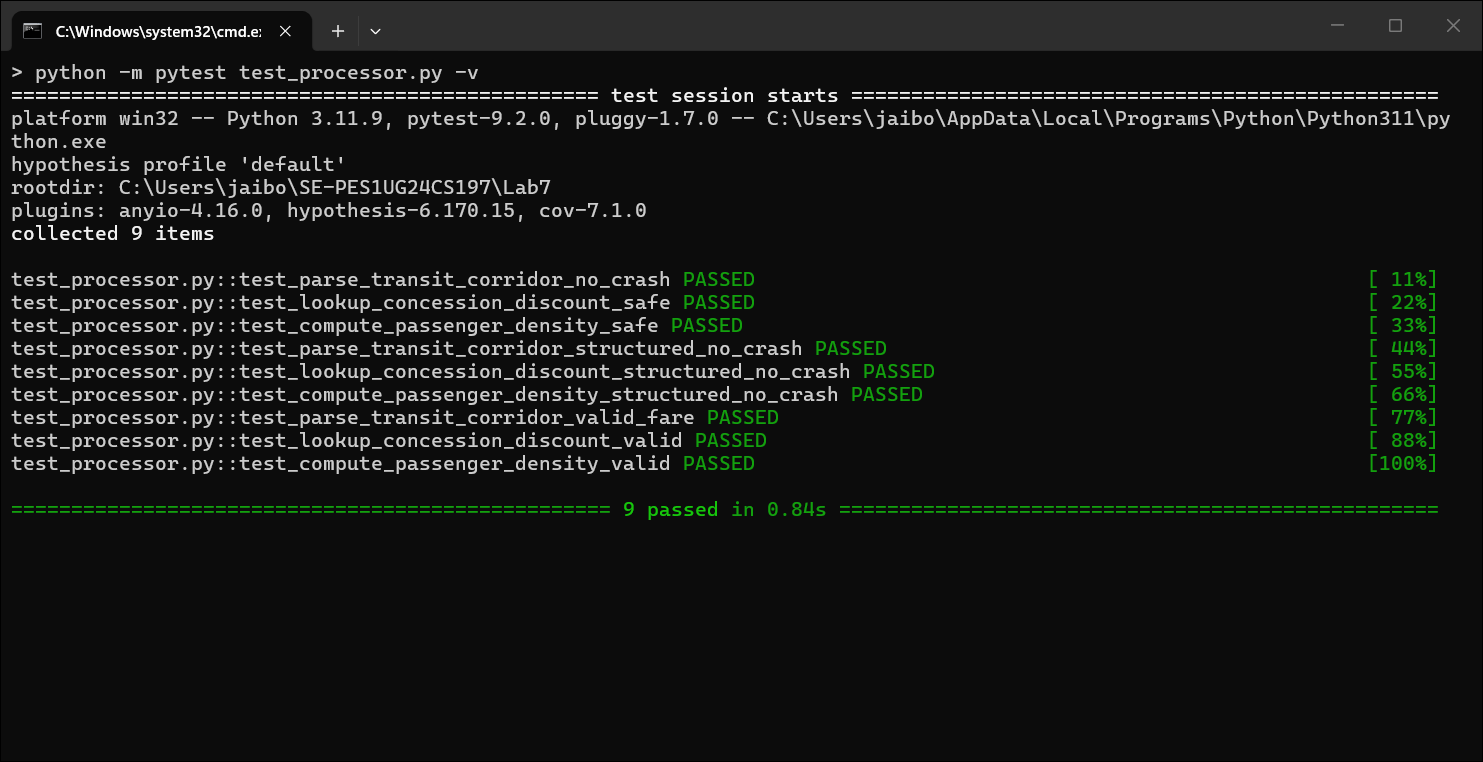 C:\Windows\system32\cmd.e:
> python -m pytest test_processor.py -v
================================================= test session starts =================================================
platform win32 -- Python 3.11.9, pytest-9.2.0, pluggy-1.7.0 -- C:\Users\jaibo\AppData\Local\Programs\Python\Python311\py
thon.exe
hypothesis profile 'default'
rootdir: C:\Users\jaibo\SE-PES1UG24CS197\Lab7
plugins: anyio-4.16.0, hypothesis-6.170.15, cov-7.1.0
collected 9 items
test_processor.py::test_parse_transit_corridor_no_crash PASSED [ 11%]
test_processor.py::test_lookup_concession_discount_safe PASSED [ 22%]
test_processor.py::test_compute_passenger_density_safe PASSED [ 33%]
test_processor.py::test_parse_transit_corridor_structured_no_crash PASSED [ 44%]
test_processor.py::test_lookup_concession_discount_structured_no_crash PASSED [ 55%]
test_processor.py::test_compute_passenger_density_structured_no_crash PASSED [ 66%]
test_processor.py::test_parse_transit_corridor_valid_fare PASSED [ 77%]
test_processor.py::test_lookup_concession_discount_valid PASSED [ 88%]
test_processor.py::test_compute_passenger_density_valid PASSED [100%]
================================================== 9 passed in 0.84s ==================================================